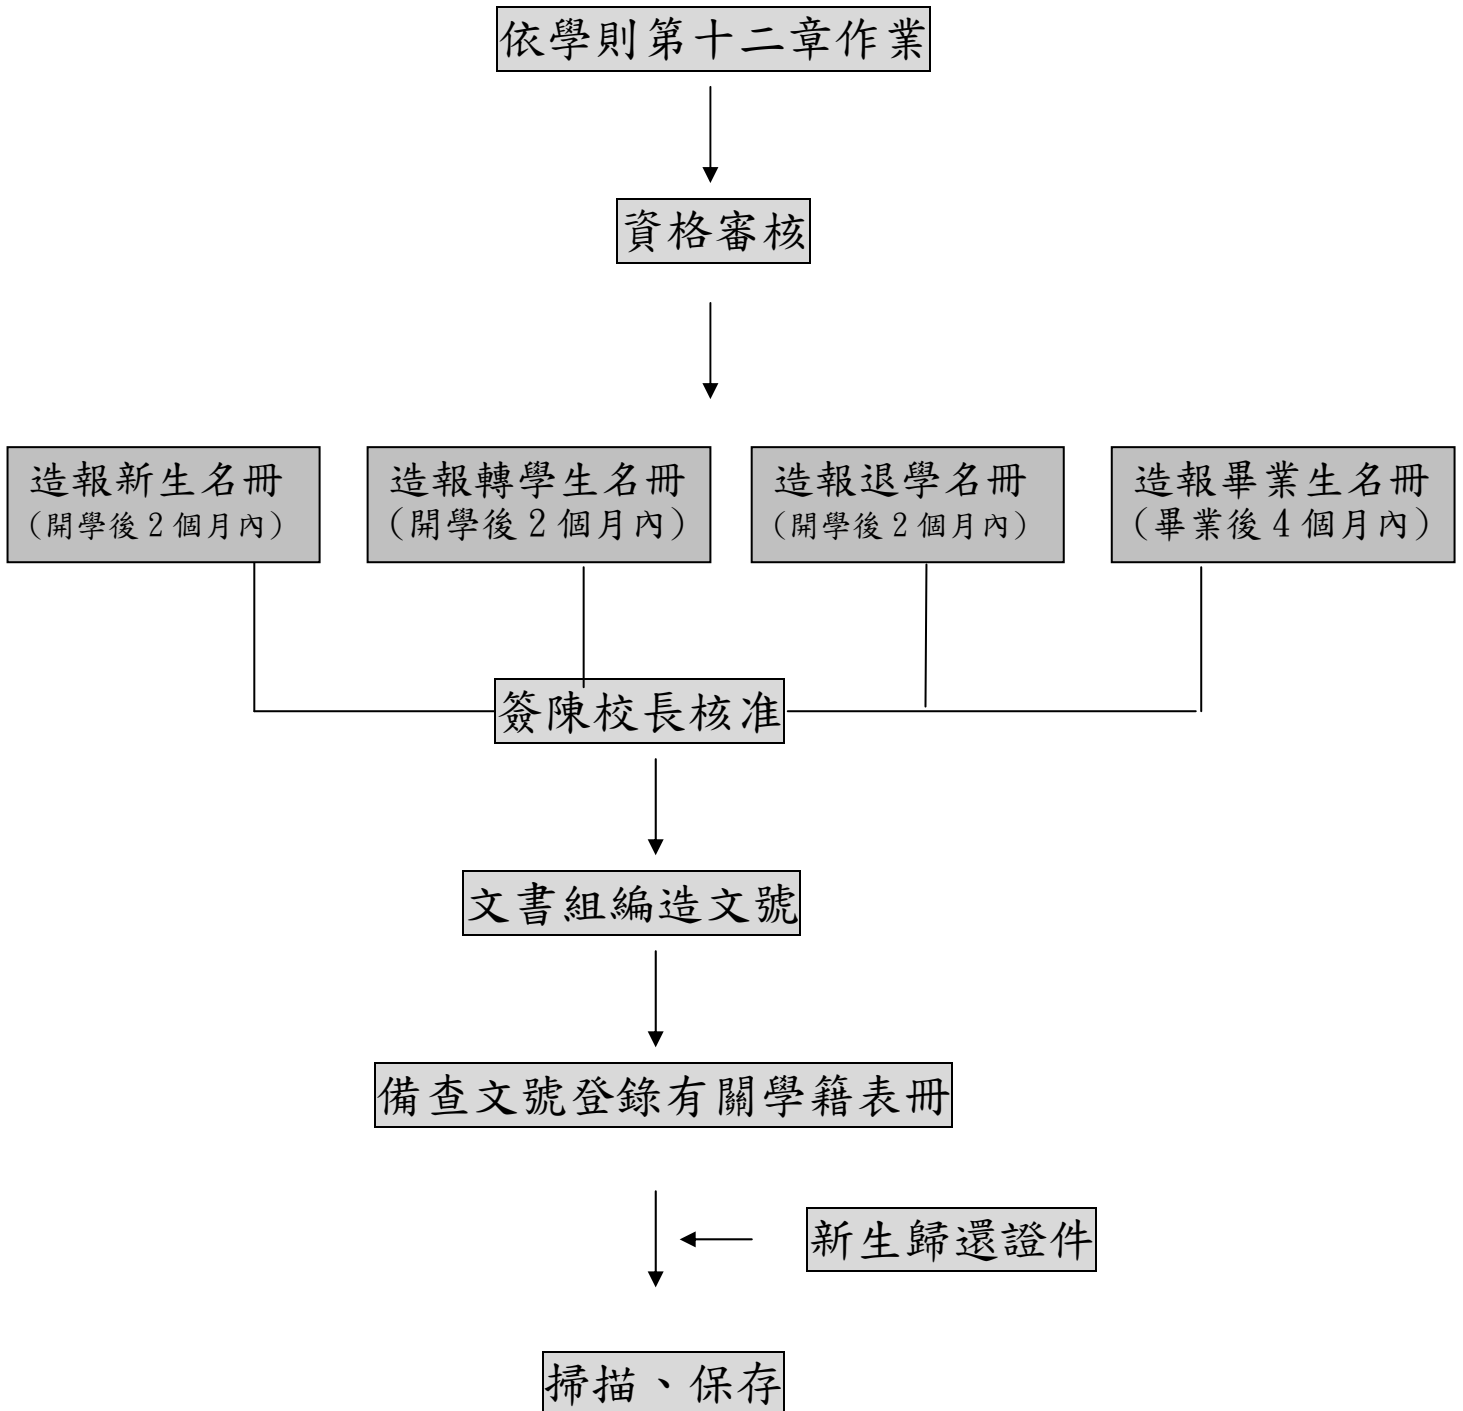 依學則第十二章作業
資格審核
造報新生名冊
(開學後2個月內)
造報轉學生名冊
(開學後2個月內)
造報退學名冊
(開學後2個月內)
造報畢業生名冊
(畢業後4個月內)
簽陳校長核准
文書組編造文號
備查文號登錄有關學籍表冊
新生歸還證件
掃描、保存